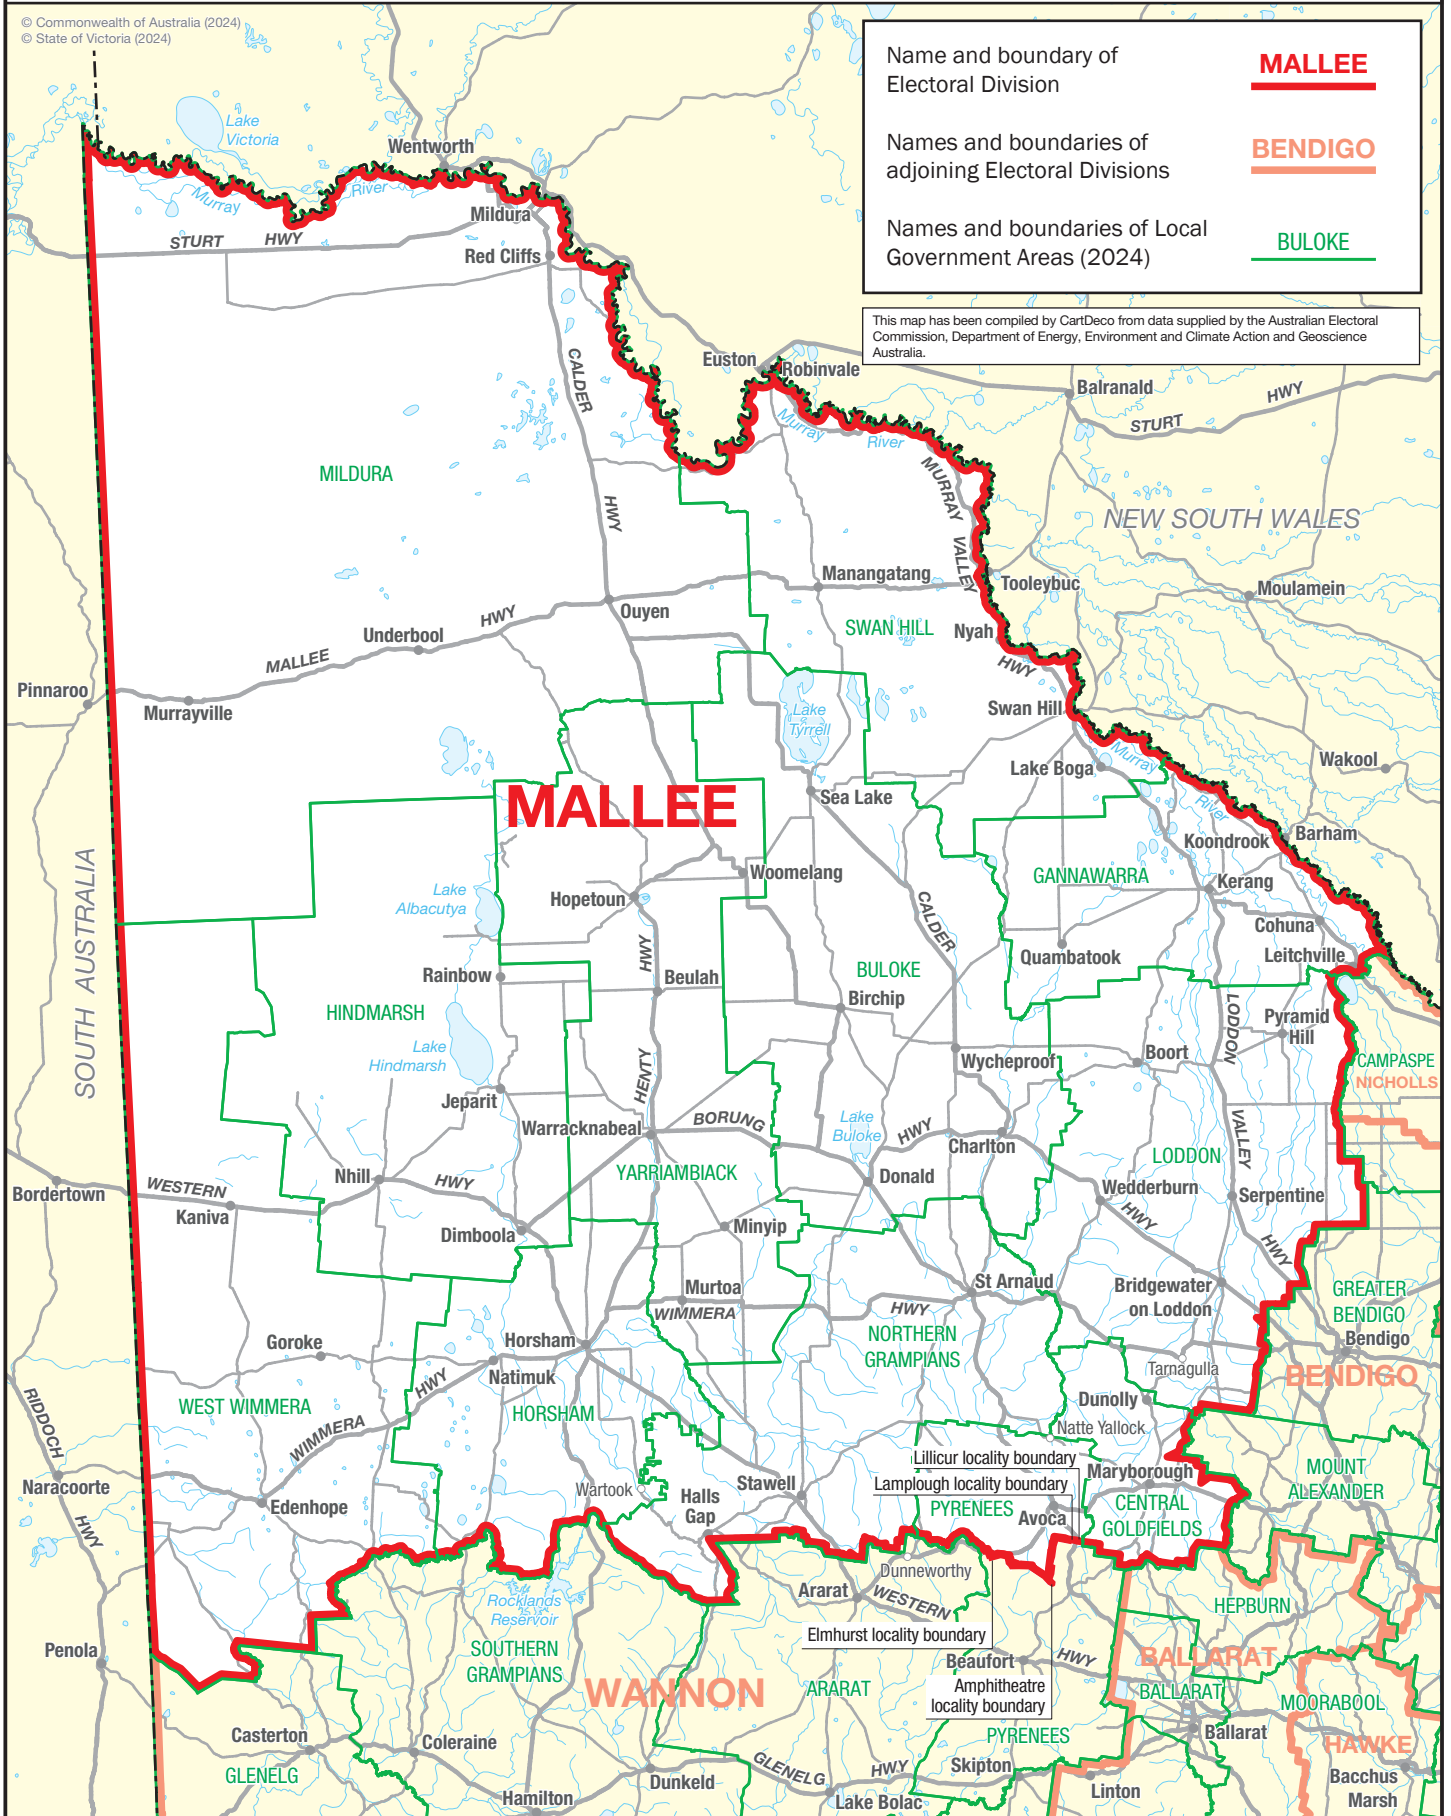 © Commonwealth of Australia (2024)
© State of Victoria (2024)
Name and boundary of
Electoral Division
MALLEE
Names and boundaries of
adjoining Electoral Divisions
BENDIGO
Names and boundaries of Local
Government Areas (2024)
BULOKE
This map has been compiled by CartDeco from data supplied by the Australian Electoral
Commission, Department of Energy, Environment and Climate Action and Geoscience
Australia.
Lake
Victoria
Wentworth
Murray
River
Mildura
STURT HWY
Red Cliffs
CALDER
Euston
Robinvale
Balranald
STURT
HWY
Murray
River
MILDURA
MURRAY
HWY
NEW SOUTH WALES
VALLEY
Manangatang
Tooleybuc
Moulamein
Ouyen
HWY
SWAN HILL
Nyah
Underbool
MALLEE
HWY
Pinnaroo
Murrayville
Swan Hill
Lake
Tyrrell
Murray
Lake Boga
Wakool
Sea Lake
MALLEE
River
Barham
Koondrook
SOUTH AUSTRALIA
Woomelang
GANNAWARRA
Kerang
Lake
Albacutya
Hopetoun
CALDER
Cohuna
HWY
Quambatook
Leitchville
Rainbow
Beulah
BULOKE
Birchip
HINDMARSH
LODDON
Pyramid
Hill
Lake
Hindmarsh
Wycheproof
Boort
CAMPASPE
NICHOLLS
HENTY
Jeparit
Warracknabeal
BORUNG
Lake
Buloke
HWY
Charlton
VALLEY
LODDON
YARRIAMBIACK
Nhill
HWY
Donald
Bordertown
WESTERN
Kaniva
Wedderburn
Serpentine
HWY
Dimboola
Minyip
HWY
St Arnaud
Murtoa
Bridgewater
on Loddon
GREATER
BENDIGO
WIMMERA
HWY
Horsham
NORTHERN
GRAMPIANS
Bendigo
Goroke
Natimuk
Tarnagulla
BENDIGO
HWY
RIDDOCH
WEST WIMMERA
HORSHAM
Dunolly
Natte Yallock
WIMMERA
Lillicur locality boundary
MOUNT
ALEXANDER
Naracoorte
Maryborough
Lamplough locality boundary
Stawell
Wartook
Halls
Gap
Edenhope
PYRENEES
Avoca
CENTRAL
GOLDFIELDS
HWY
Dunneworthy
Ararat
WESTERN
Rocklands
Reservoir
HEPBURN
Elmhurst locality boundary
Penola
SOUTHERN
GRAMPIANS
Beaufort
HWY
BALLARAT
WANNON
ARARAT
Amphitheatre
locality boundary
BALLARAT
MOORABOOL
Casterton
Coleraine
PYRENEES
Ballarat
HAWKE
GLENELG
GLENELG
HWY
Skipton
Bacchus
Marsh
Dunkeld
Linton
Hamilton
Lake Bolac